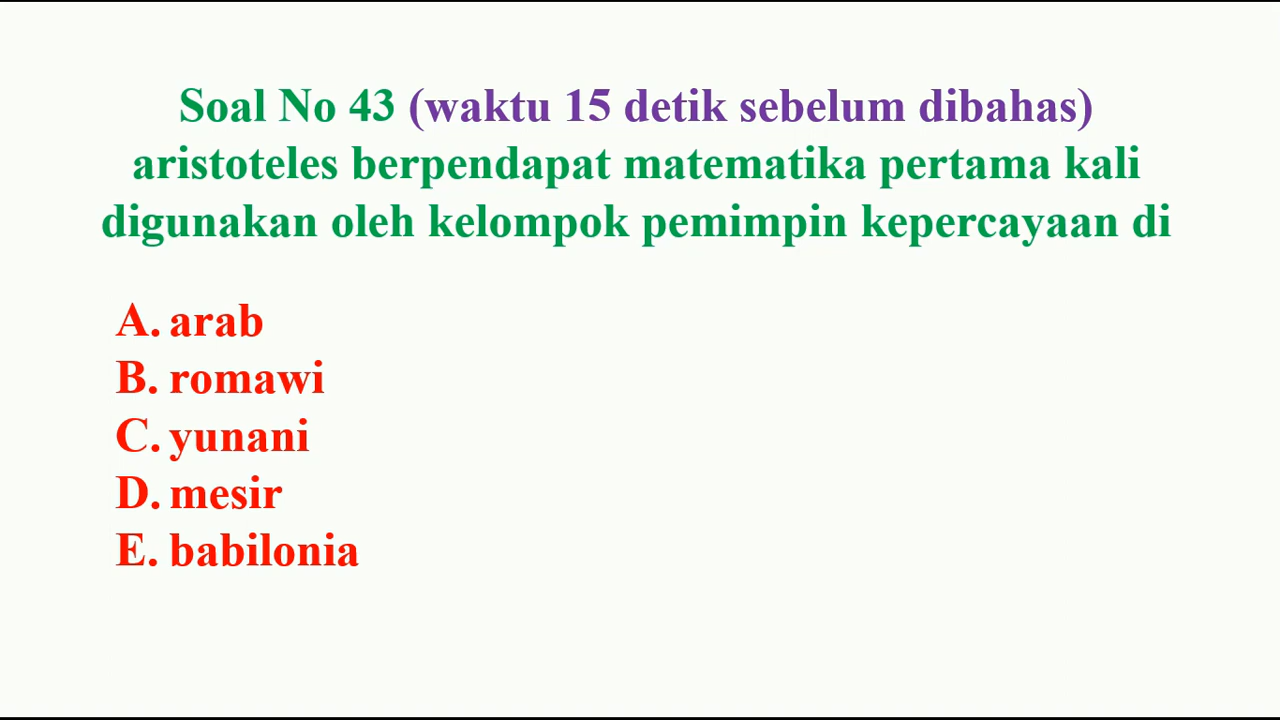 Soal No 43 (waktu 15 detik sebelum dibahas)
aristoteles berpendapat matematika pertama kali
digunakan oleh kelompok pemimpin kepercayaan di
A. arab
B. romawi
C. yunani
D. mesir
E. babilonia